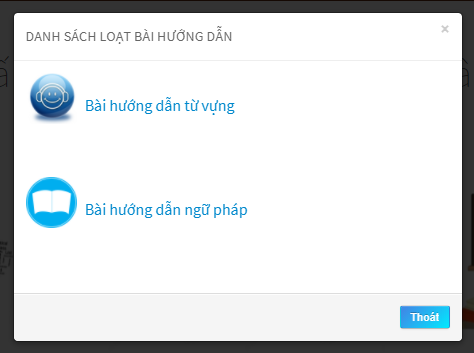 DANH SÁCH LOẠT BÀI HƯỚNG DẪN
×
Bài hướng dẫn từ vựng
Bài hướng dẫn ngữ pháp
Thoát